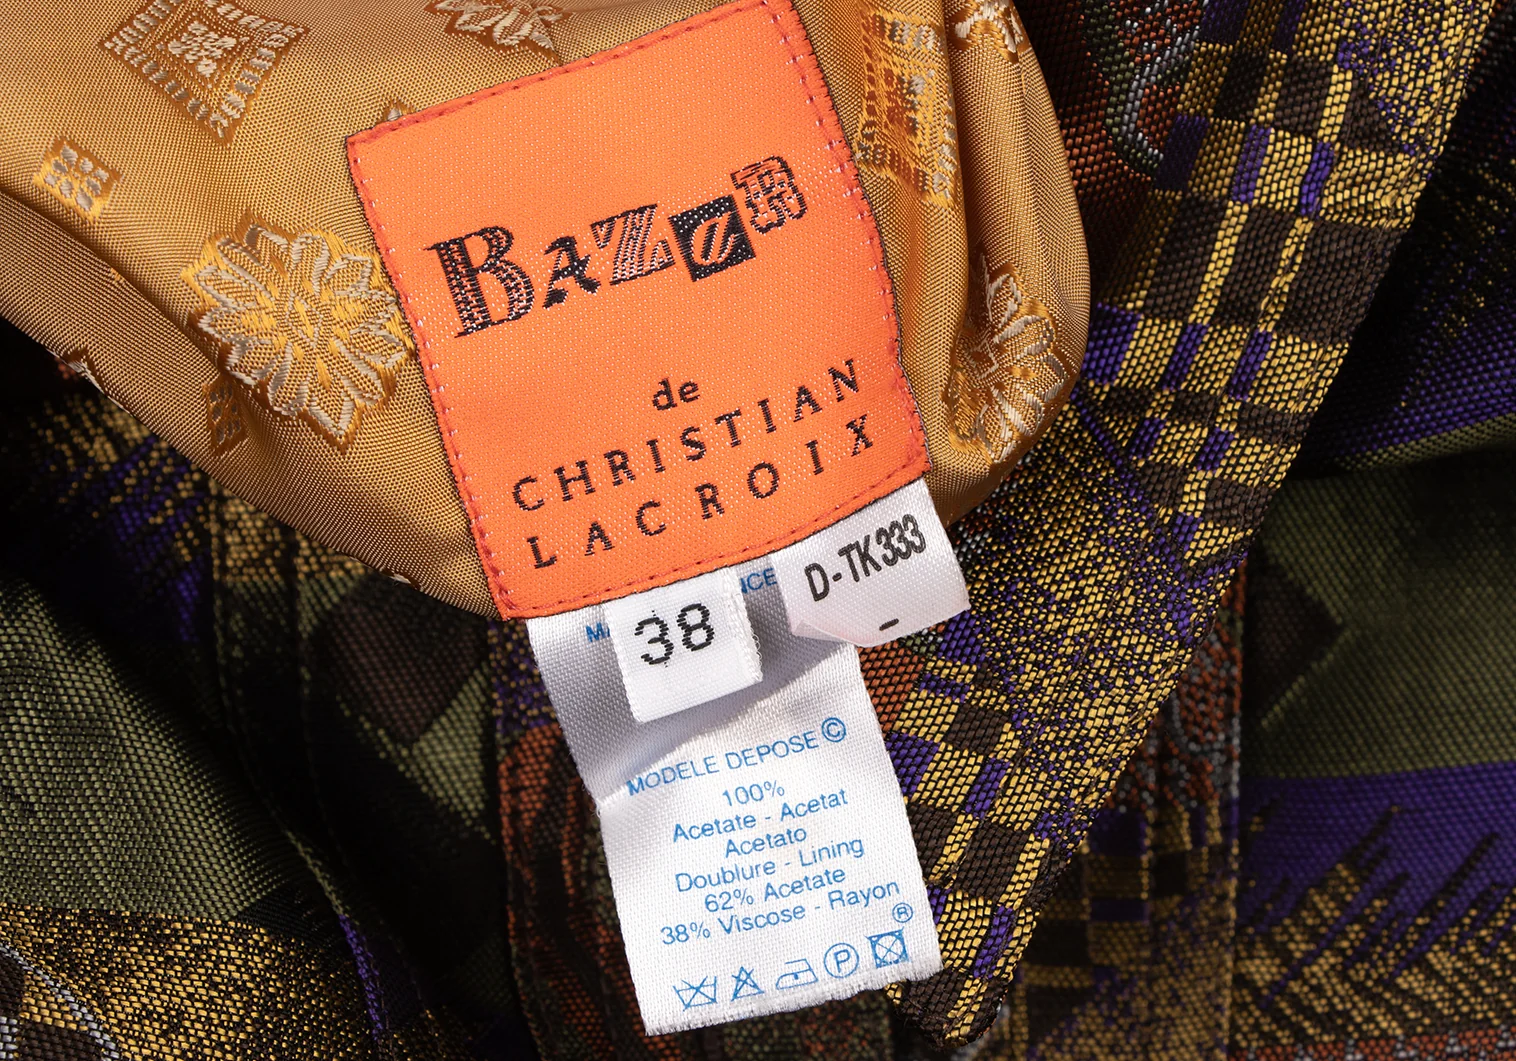 BAZAR
de
CHRISTIAN
LACROIX
D-TK333
-
38
MODELE DEPOSE ©
100%
Acetate - Acetat
Acetato
Doublure - Lining
62% Acetate
38% Viscose - Rayon
®
P